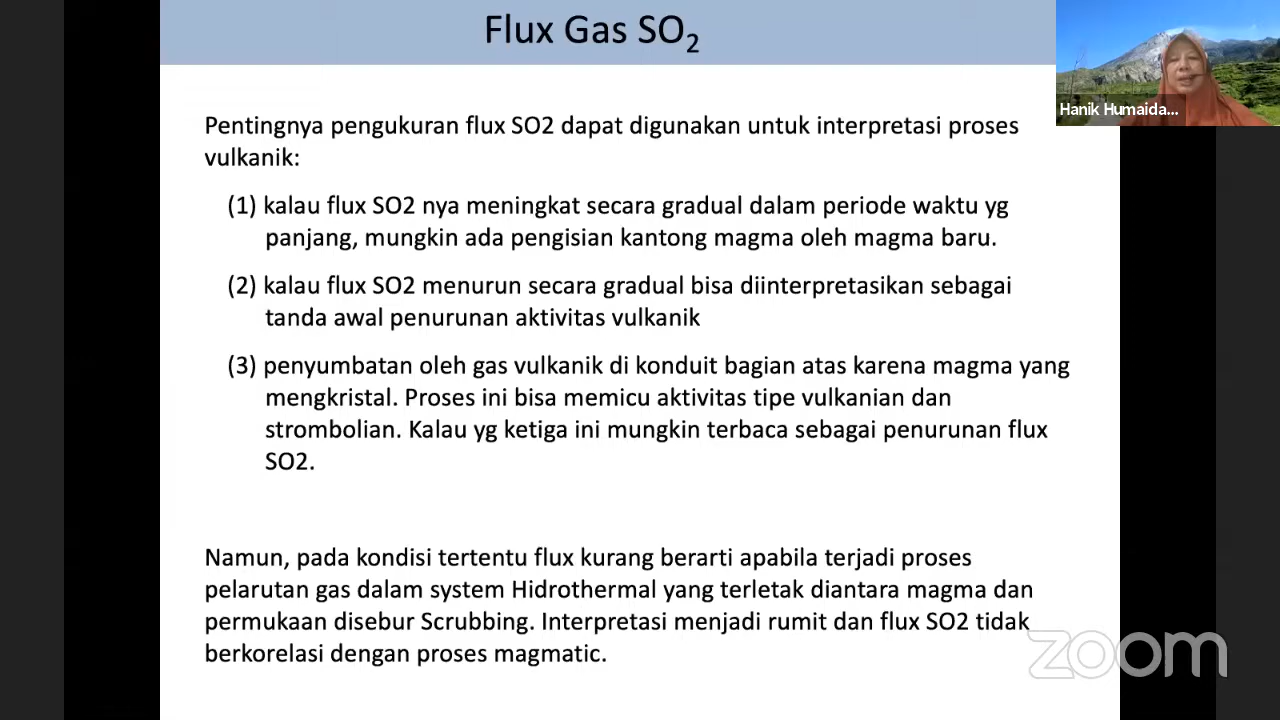 Flux Gas SO₂
Hanik Humaida...
Pentingnya pengukuran flux SO2 dapat digunakan untuk interpretasi proses
vulkanik:
(1) kalau flux SO2 nya meningkat secara gradual dalam periode waktu yg
panjang, mungkin ada pengisian kantong magma oleh magma baru.
(2) kalau flux SO2 menurun secara gradual bisa diinterpretasikan sebagai
tanda awal penurunan aktivitas vulkanik
(3) penyumbatan oleh gas vulkanik di konduit bagian atas karena magma yang
mengkristal. Proses ini bisa memicu aktivitas tipe vulkanian dan
strombolian. Kalau yg ketiga ini mungkin terbaca sebagai penurunan flux
SO2.
Namun, pada kondisi tertentu flux kurang berarti apabila terjadi proses
pelarutan gas dalam system Hidrothermal yang terletak diantara magma dan
permukaan disebur Scrubbing. Interpretasi menjadi rumit dan flux SO2 tidak
berkorelasi dengan proses magmatic.
zoom